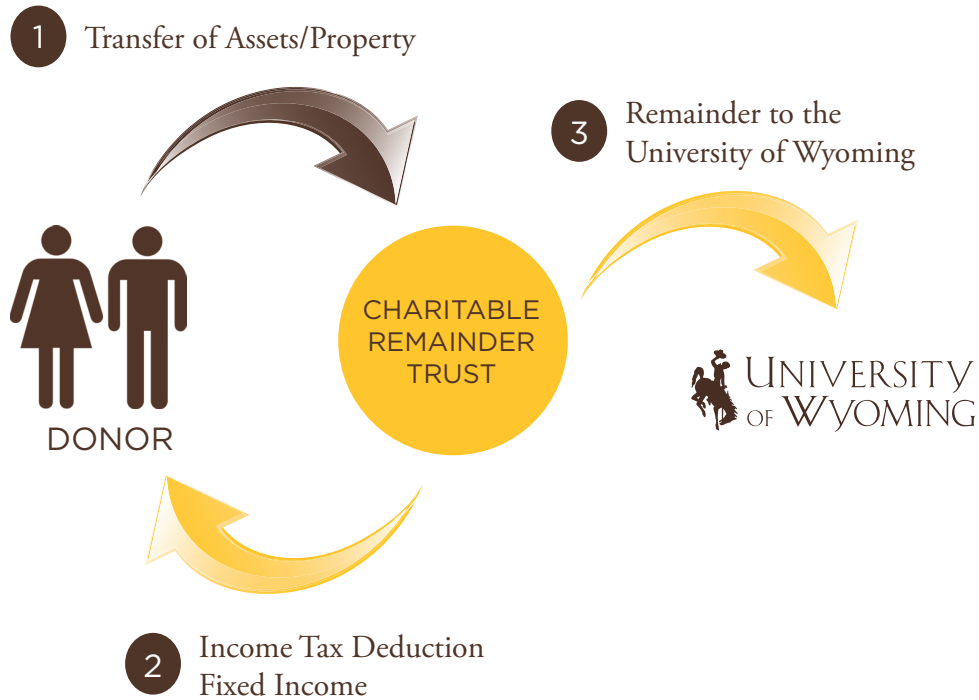 1 Transfer of Assets/Property
3 Remainder to the
University of Wyoming
CHARITABLE
REMAINDER
TRUST
UNIVERSITY
OF WYOMING
DONOR
2 Income Tax Deduction
Fixed Income